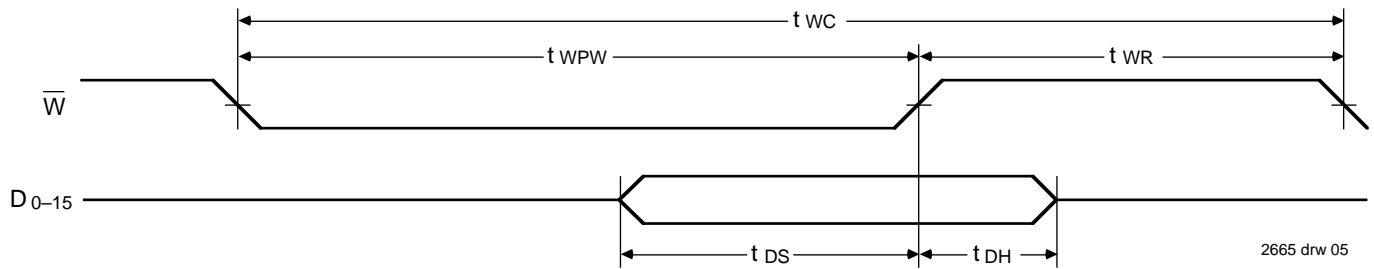 t WC
t WPW
t WR
W̅
D 0–15
t DS
t DH
2665 drw 05